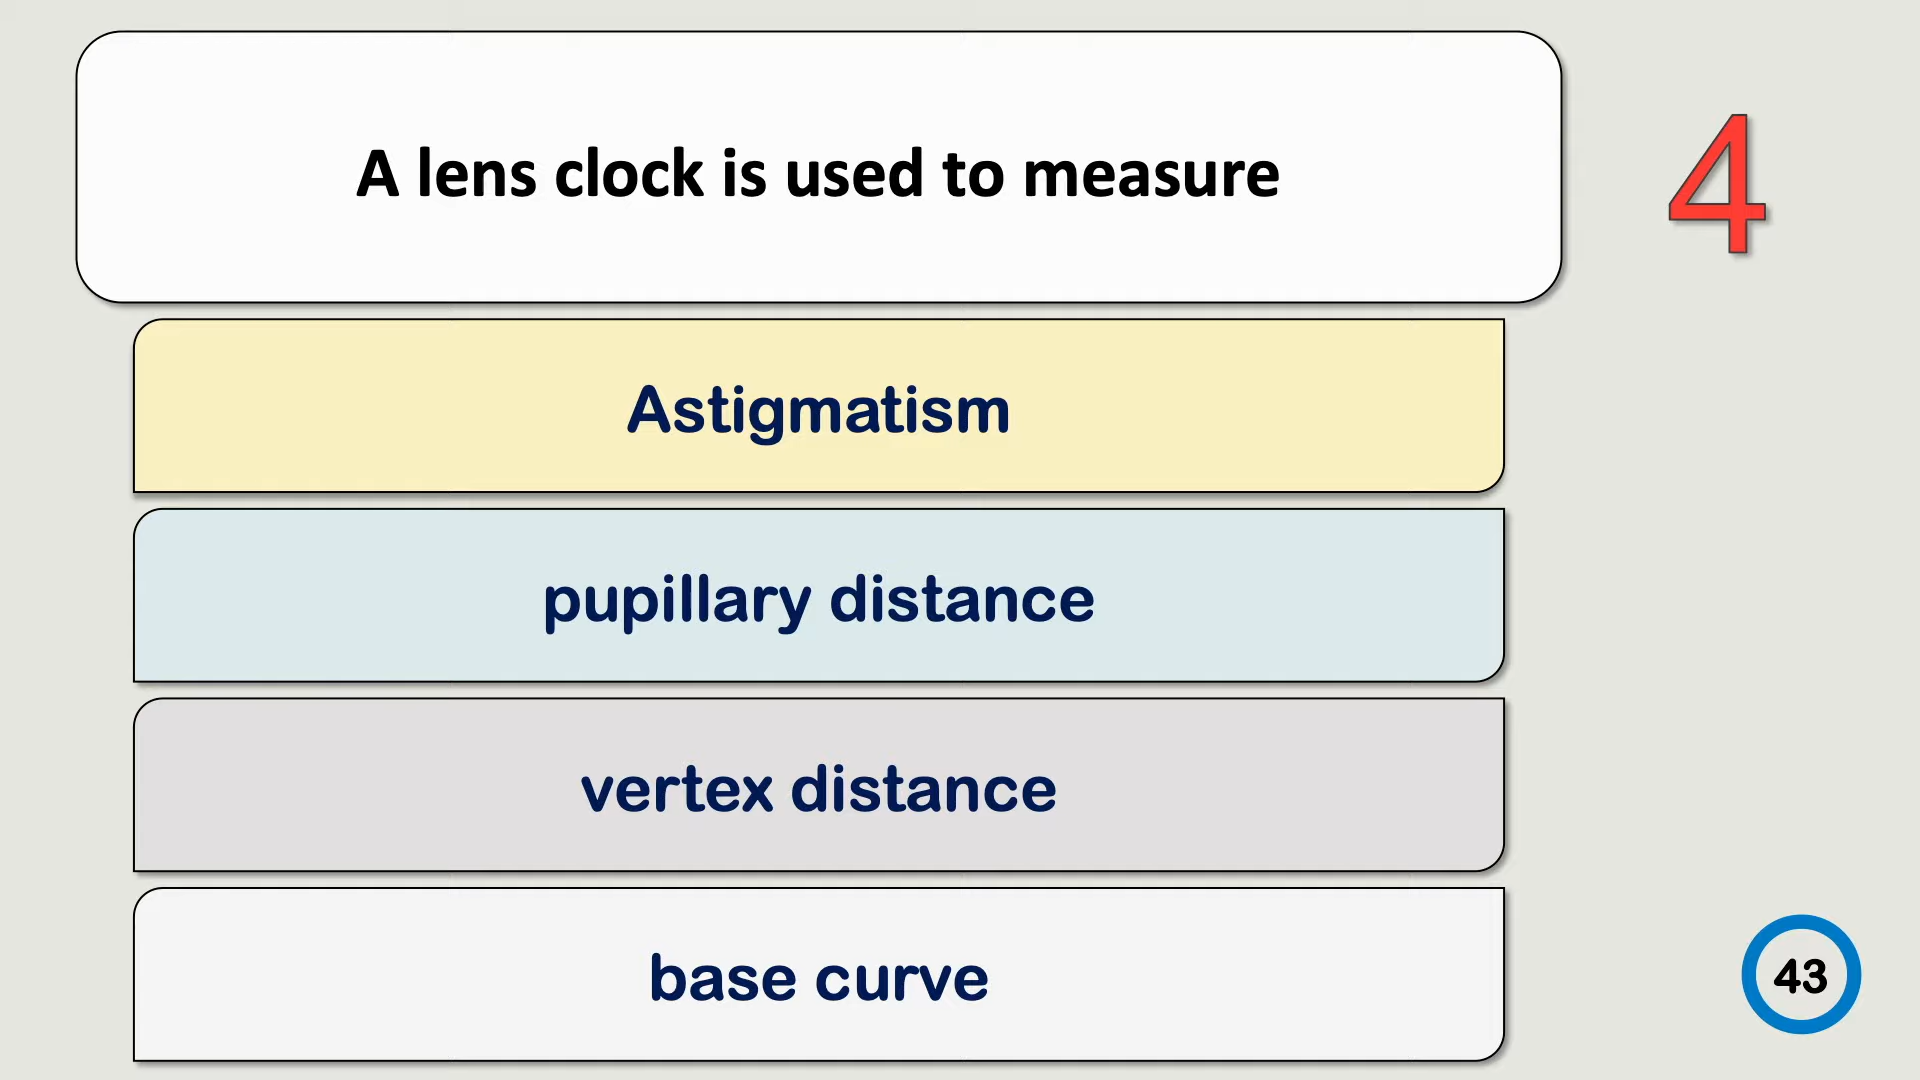 A lens clock is used to measure
4
Astigmatism
pupillary distance
vertex distance
base curve
43